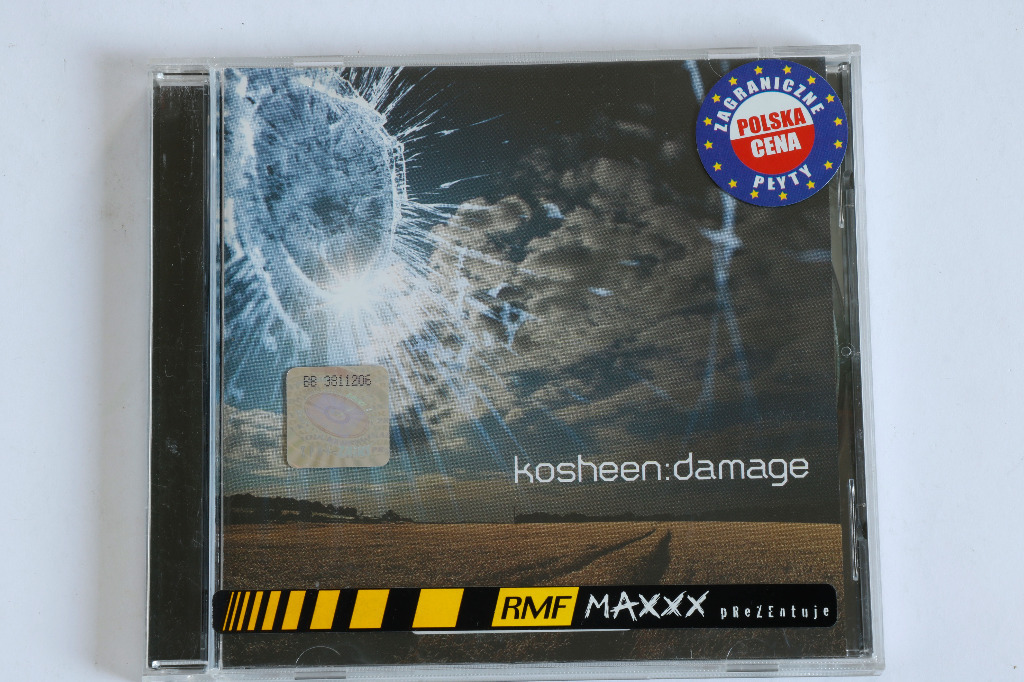 ZAGRANICZNE
POLSKA
CENA
PŁYTY
BB 3811206
kosheen:damage
RMF MAXXX pReZEntuje